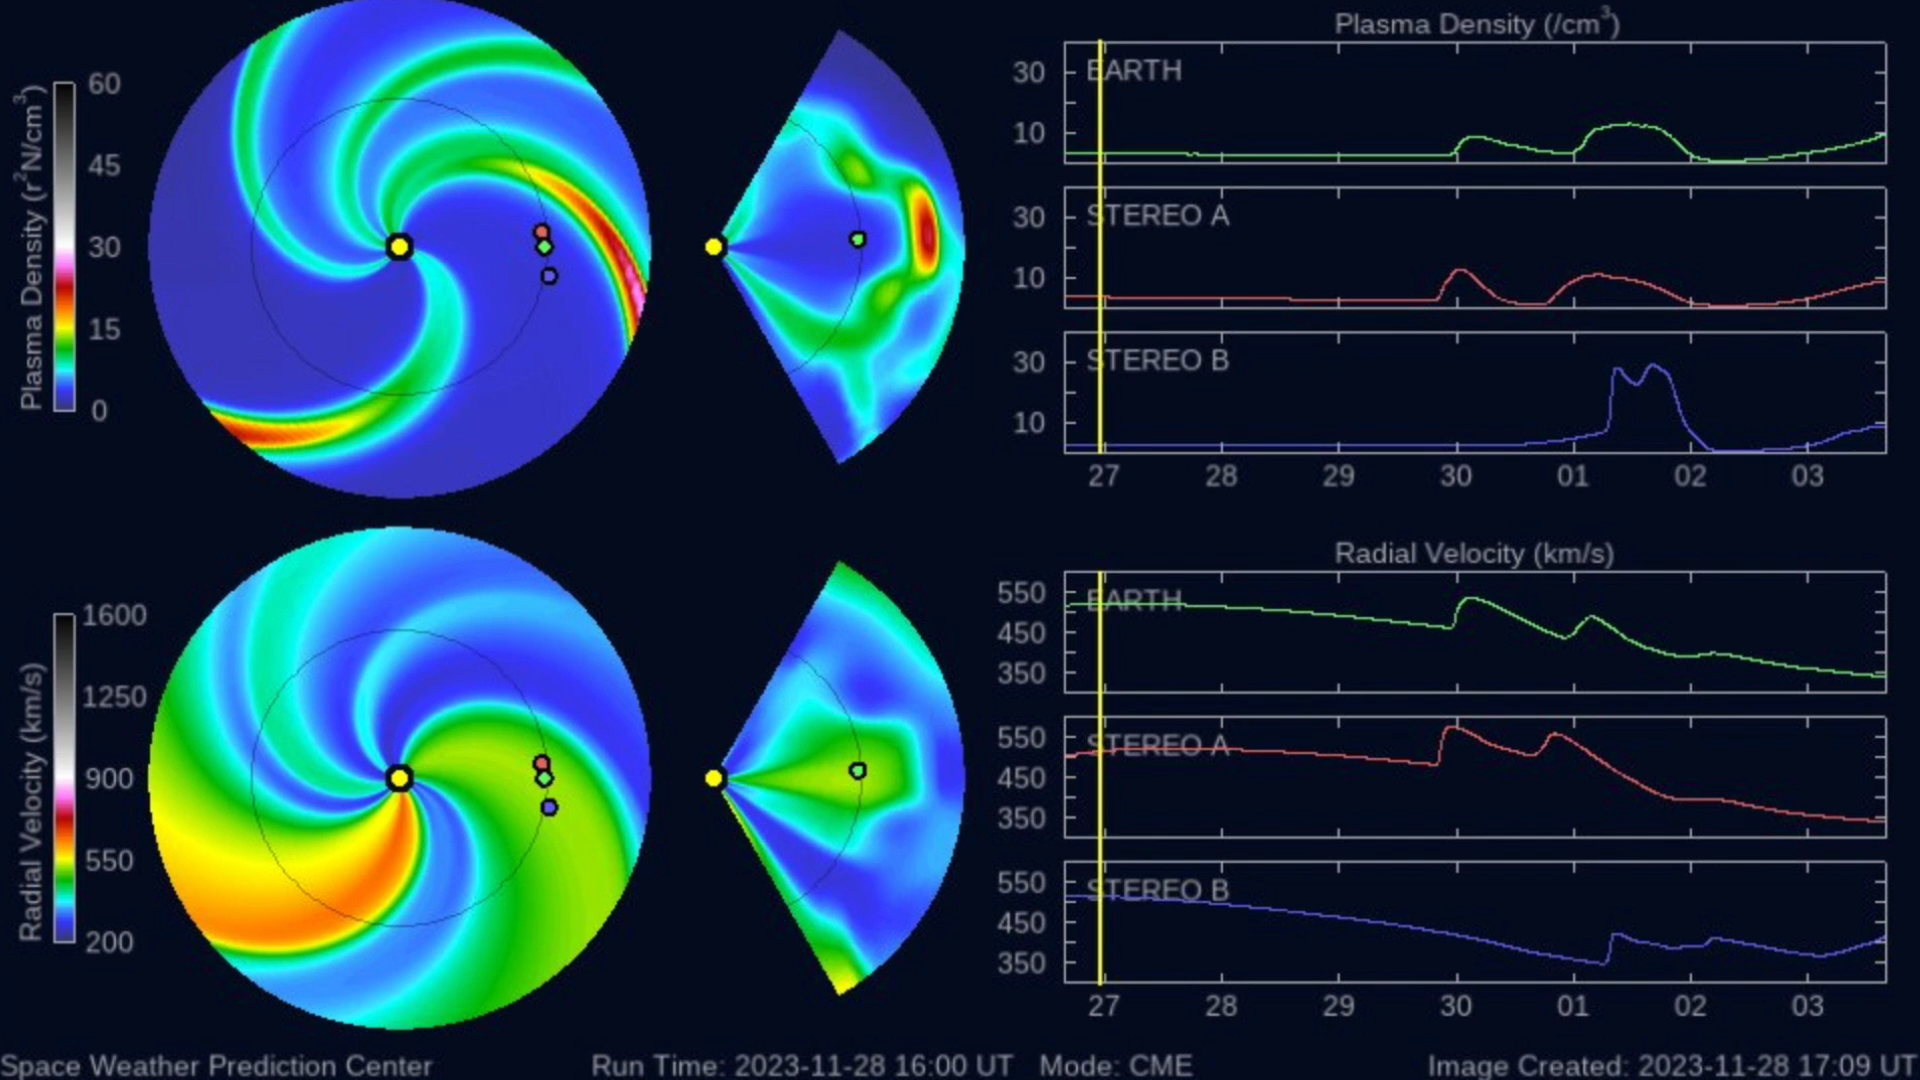 Plasma Density (/cm³)
Plasma Density (r²N/cm³)
60
45
30
15
0
EARTH
30
10
STEREO A
30
10
STEREO B
30
10
27 28 29 30 01 02 03
Radial Velocity (km/s)
Radial Velocity (km/s)
1600
1250
900
550
200
EARTH
550
450
350
STEREO A
550
450
350
STEREO B
550
450
350
27 28 29 30 01 02 03
Space Weather Prediction Center Run Time: 2023-11-28 16:00 UT Mode: CME Image Created: 2023-11-28 17:09 UT